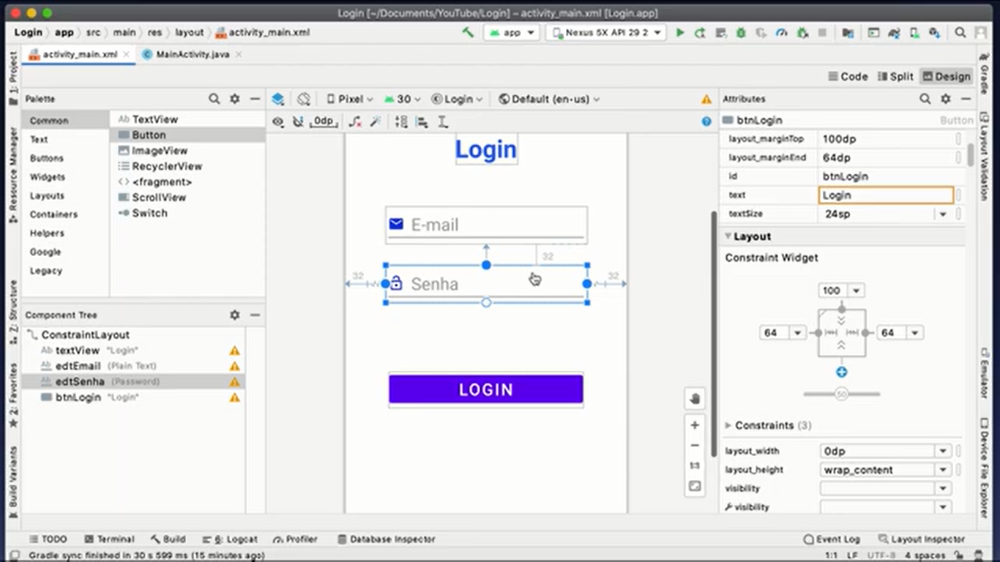 Login [~/Documents/YouTube/Login] – activity_main.xml [Login.app]
Login app src main res layout activity_main.xml app Nexus 5X API 29 2
activity_main.xml MainActivity.java
Code Split Design
Palette
Pixel 30 Login Default (en-us)
0dp
Common
Text
Buttons
Widgets
Layouts
Containers
Helpers
Google
Legacy
Ab TextView
Button
ImageView
RecyclerView
<> <fragment>
ScrollView
Switch
Component Tree
ConstraintLayout
Ab textView "Login"
Ab edtEmail (Plain Text)
Ab edtSenha (Password)
btnLogin "Login"
Login
E-mail
32
32 Senha 32
LOGIN
1:1
Attributes
btnLogin Button
layout_marginTop 100dp
layout_marginEnd 64dp
id btnLogin
text Login
textSize 24sp
Layout
Constraint Widget
100
64 64
50
Constraints (3)
layout_width 0dp
layout_height wrap_content
visibility
visibility
1: Project
Resource Manager
7: Structure
2: Favorites
Build Variants
Gradle
Layout Validation
Emulator
Device File Explorer
TODO Terminal Build 6: Logcat Profiler Database Inspector Event Log Layout Inspector
Gradle sync finished in 30 s 599 ms (15 minutes ago) 1:1 LF UTF-8 4 spaces